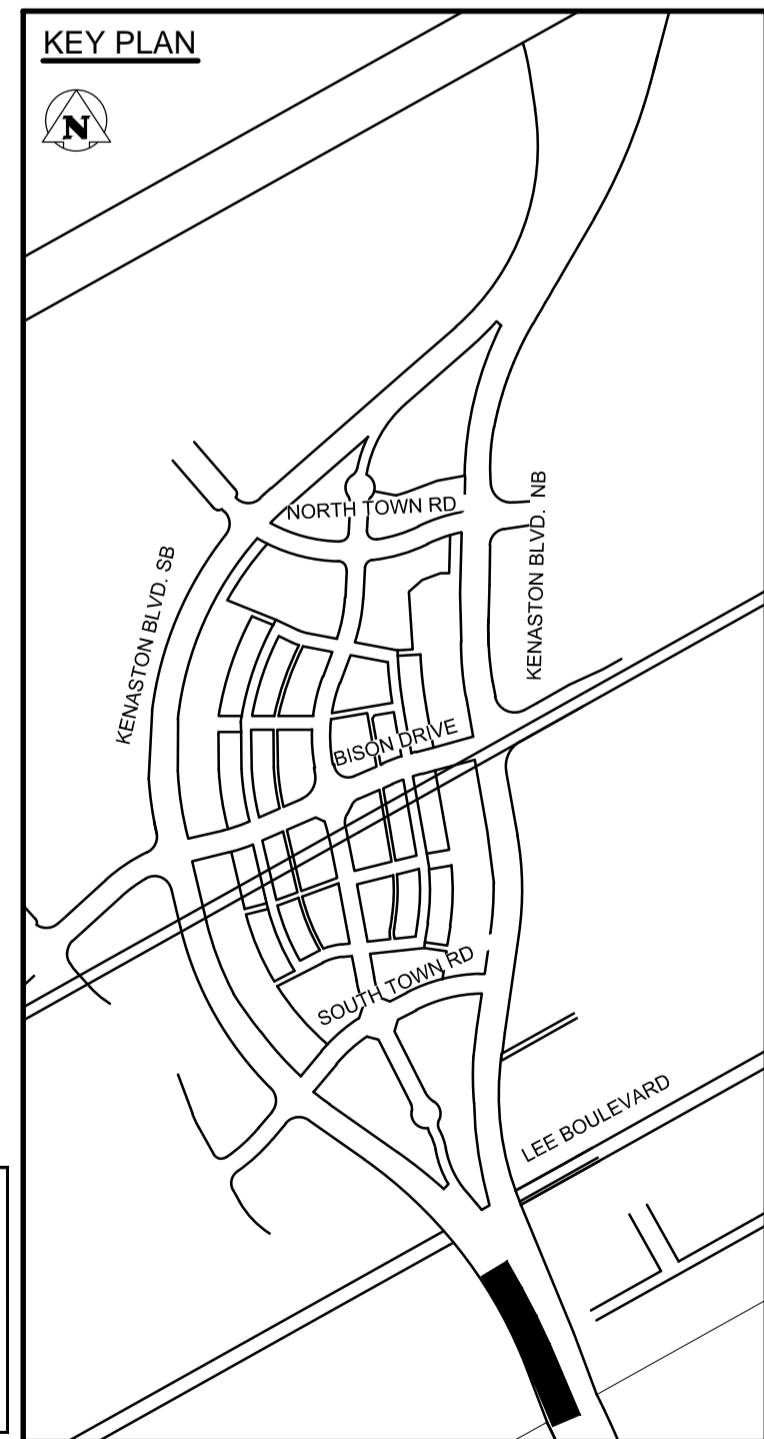 KEY PLAN
N
NORTH TOWN RD
KENASTON BLVD. NB
KENASTON BLVD. SB
BISON DRIVE
SOUTH TOWN RD
LEE BOULEVARD